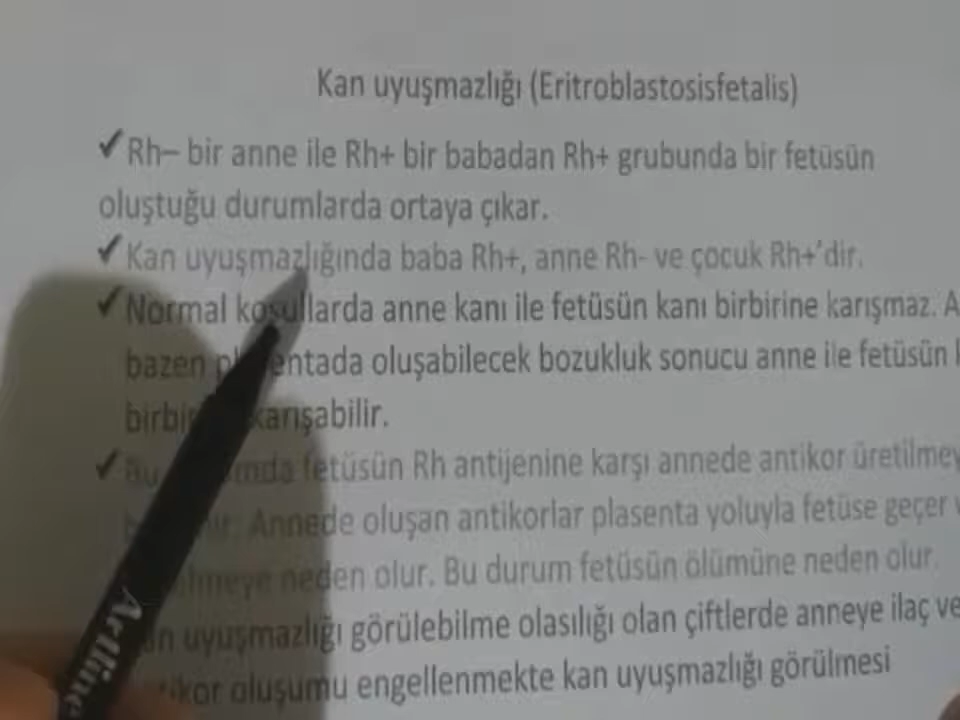 Kan uyuşmazlığı (Eritroblastosisfetalis)
✓Rh– bir anne ile Rh+ bir babadan Rh+ grubunda bir fetüsün
oluştuğu durumlarda ortaya çıkar.
✓Kan uyuşmazlığında baba Rh+, anne Rh- ve çocuk Rh+'dir.
✓Normal koşullarda anne kanı ile fetüsün kanı birbirine karışmaz. A
bazen oluşabilecek bozukluk sonucu anne ile fetüsün
karışabilir.
✓Bu fetüsün Rh antijenine karşı annede antikor
Annede oluşan antikorlar plasenta yoluyla fetüse geçer
neden olur. Bu durum fetüsün ölümüne neden olur.
uyuşmazlığı görülebilme olasılığı olan çiftlerde anneye ilaç
oluşumu engellenmekte kan uyuşmazlığı görülmesi
Artline